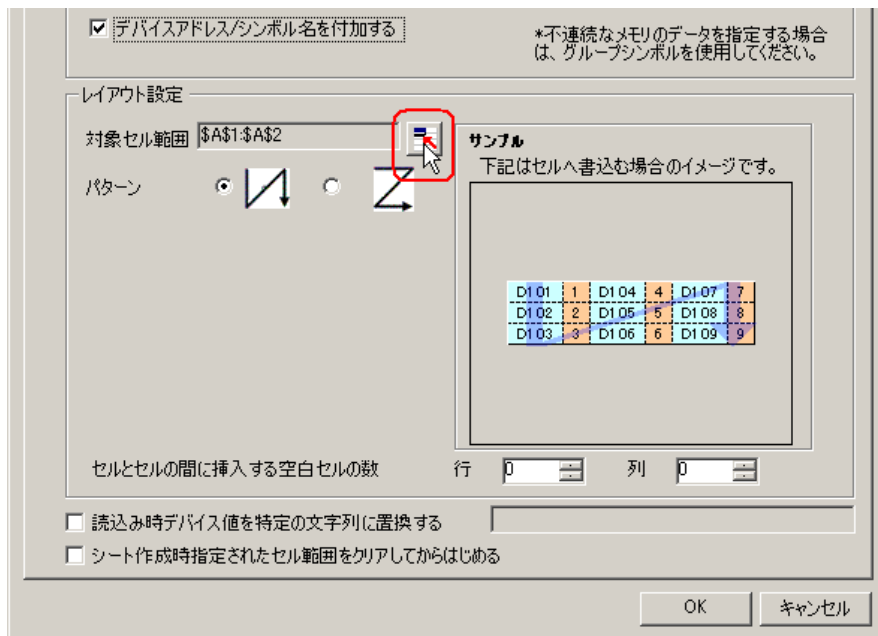 デバイスアドレス/シンボル名を付加する
*不連続なメモリのデータを指定する場合
は、グループシンボルを使用してください。
レイアウト設定
対象セル範囲 $A$1:$A$2
パターン
サンプル
下記はセルへ書込む場合のイメージです。
D101 1 D104 4 D107 7
D102 2 D105 5 D108 8
D103 3 D106 6 D109 9
セルとセルの間に挿入する空白セルの数 行 0 列 0
読込み時デバイス値を特定の文字列に置換する
シート作成時指定されたセル範囲をクリアしてからはじめる
OK キャンセル